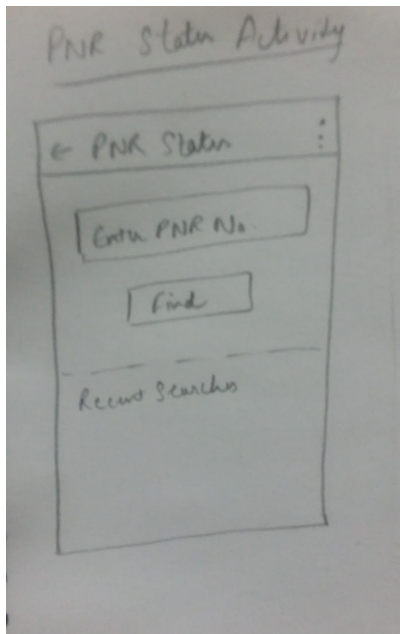 PNR Status Activity
← PNR Status ⋮
Enter PNR No.
Find
Recent Searches